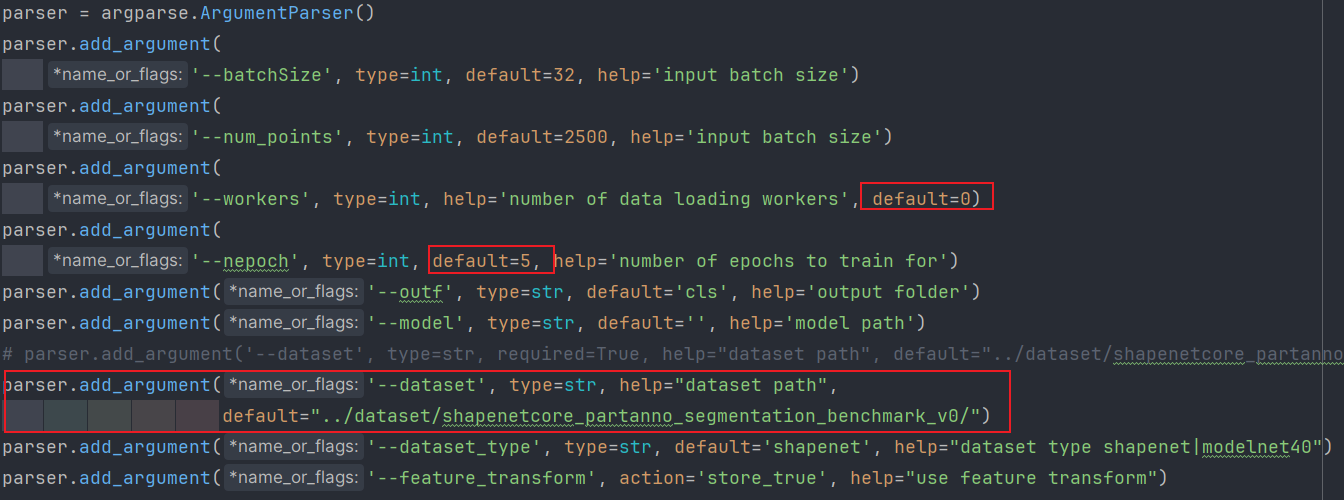 parser = argparse.ArgumentParser()
parser.add_argument(
*name_or_flags: '--batchSize', type=int, default=32, help='input batch size')
parser.add_argument(
*name_or_flags: '--num_points', type=int, default=2500, help='input batch size')
parser.add_argument(
*name_or_flags: '--workers', type=int, help='number of data loading workers', default=0)
parser.add_argument(
*name_or_flags: '--nepoch', type=int, default=5, help='number of epochs to train for')
parser.add_argument( *name_or_flags: '--outf', type=str, default='cls', help='output folder')
parser.add_argument( *name_or_flags: '--model', type=str, default='', help='model path')
# parser.add_argument('--dataset', type=str, required=True, help="dataset path", default="../dataset/shapenetcore_partanno
parser.add_argument( *name_or_flags: '--dataset', type=str, help="dataset path",
default="../dataset/shapenetcore_partanno_segmentation_benchmark_v0/")
parser.add_argument( *name_or_flags: '--dataset_type', type=str, default='shapenet', help="dataset type shapenet|modelnet40")
parser.add_argument( *name_or_flags: '--feature_transform', action='store_true', help="use feature transform")